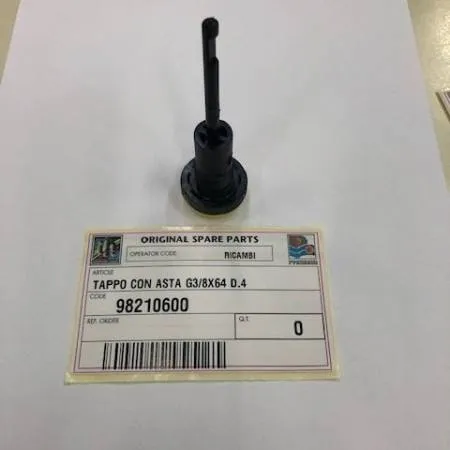 ORIGINAL SPARE PARTS
OPERATOR CODE RICAMBI
ARTICLE
TAPPO CON ASTA G3/8X64 D.4
CODE
98210600
REF. ORDER
Q.T.
0